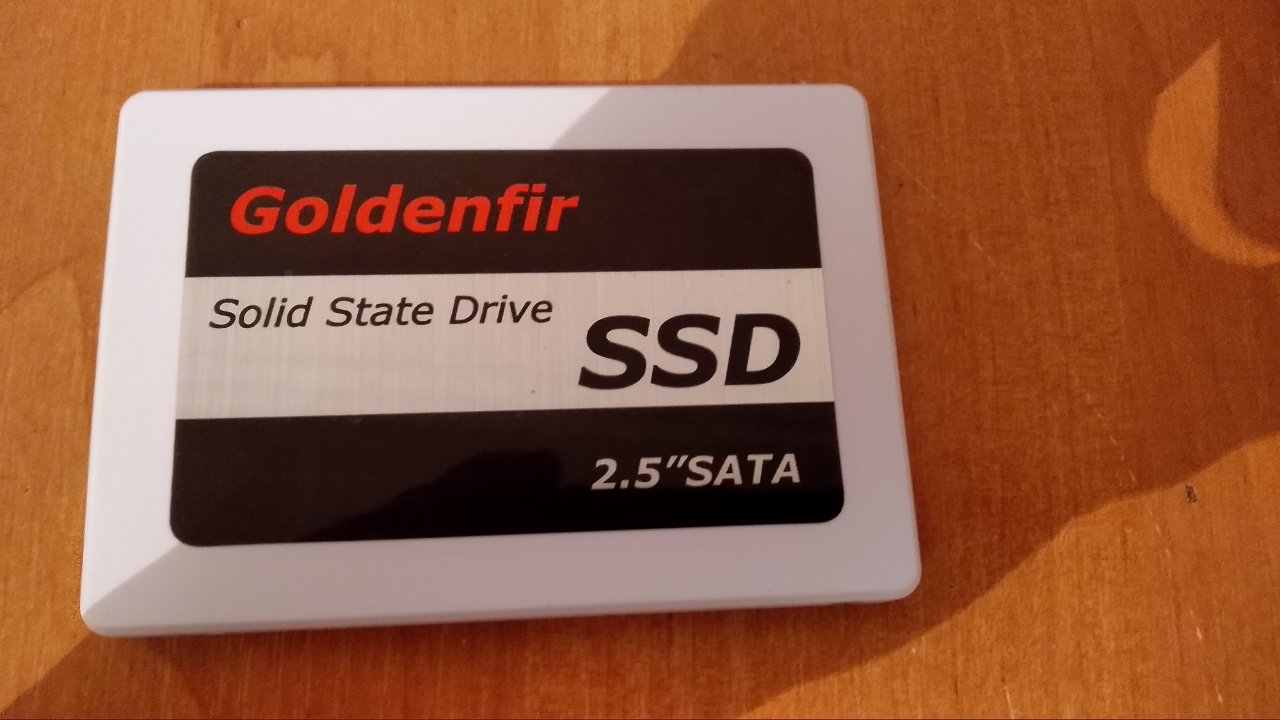 Goldenfir
Solid State Drive
SSD
2.5"SATA